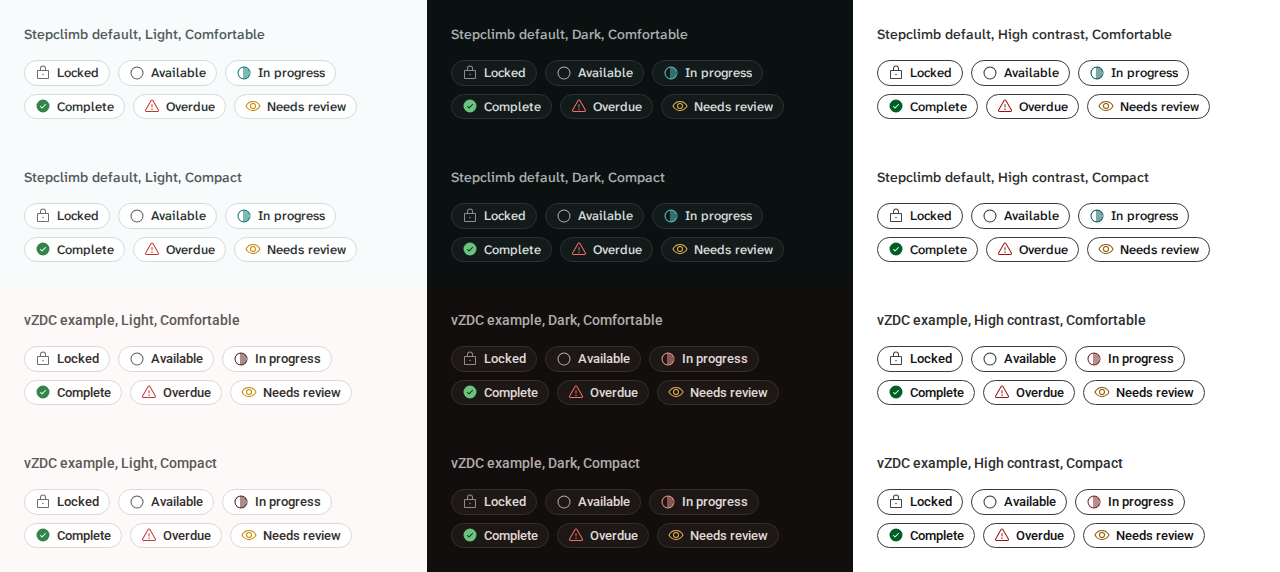 Stepclimb default, Light, Comfortable
Locked Available In progress
Complete Overdue Needs review
Stepclimb default, Dark, Comfortable
Locked Available In progress
Complete Overdue Needs review
Stepclimb default, High contrast, Comfortable
Locked Available In progress
Complete Overdue Needs review
Stepclimb default, Light, Compact
Locked Available In progress
Complete Overdue Needs review
Stepclimb default, Dark, Compact
Locked Available In progress
Complete Overdue Needs review
Stepclimb default, High contrast, Compact
Locked Available In progress
Complete Overdue Needs review
vZDC example, Light, Comfortable
Locked Available In progress
Complete Overdue Needs review
vZDC example, Dark, Comfortable
Locked Available In progress
Complete Overdue Needs review
vZDC example, High contrast, Comfortable
Locked Available In progress
Complete Overdue Needs review
vZDC example, Light, Compact
Locked Available In progress
Complete Overdue Needs review
vZDC example, Dark, Compact
Locked Available In progress
Complete Overdue Needs review
vZDC example, High contrast, Compact
Locked Available In progress
Complete Overdue Needs review